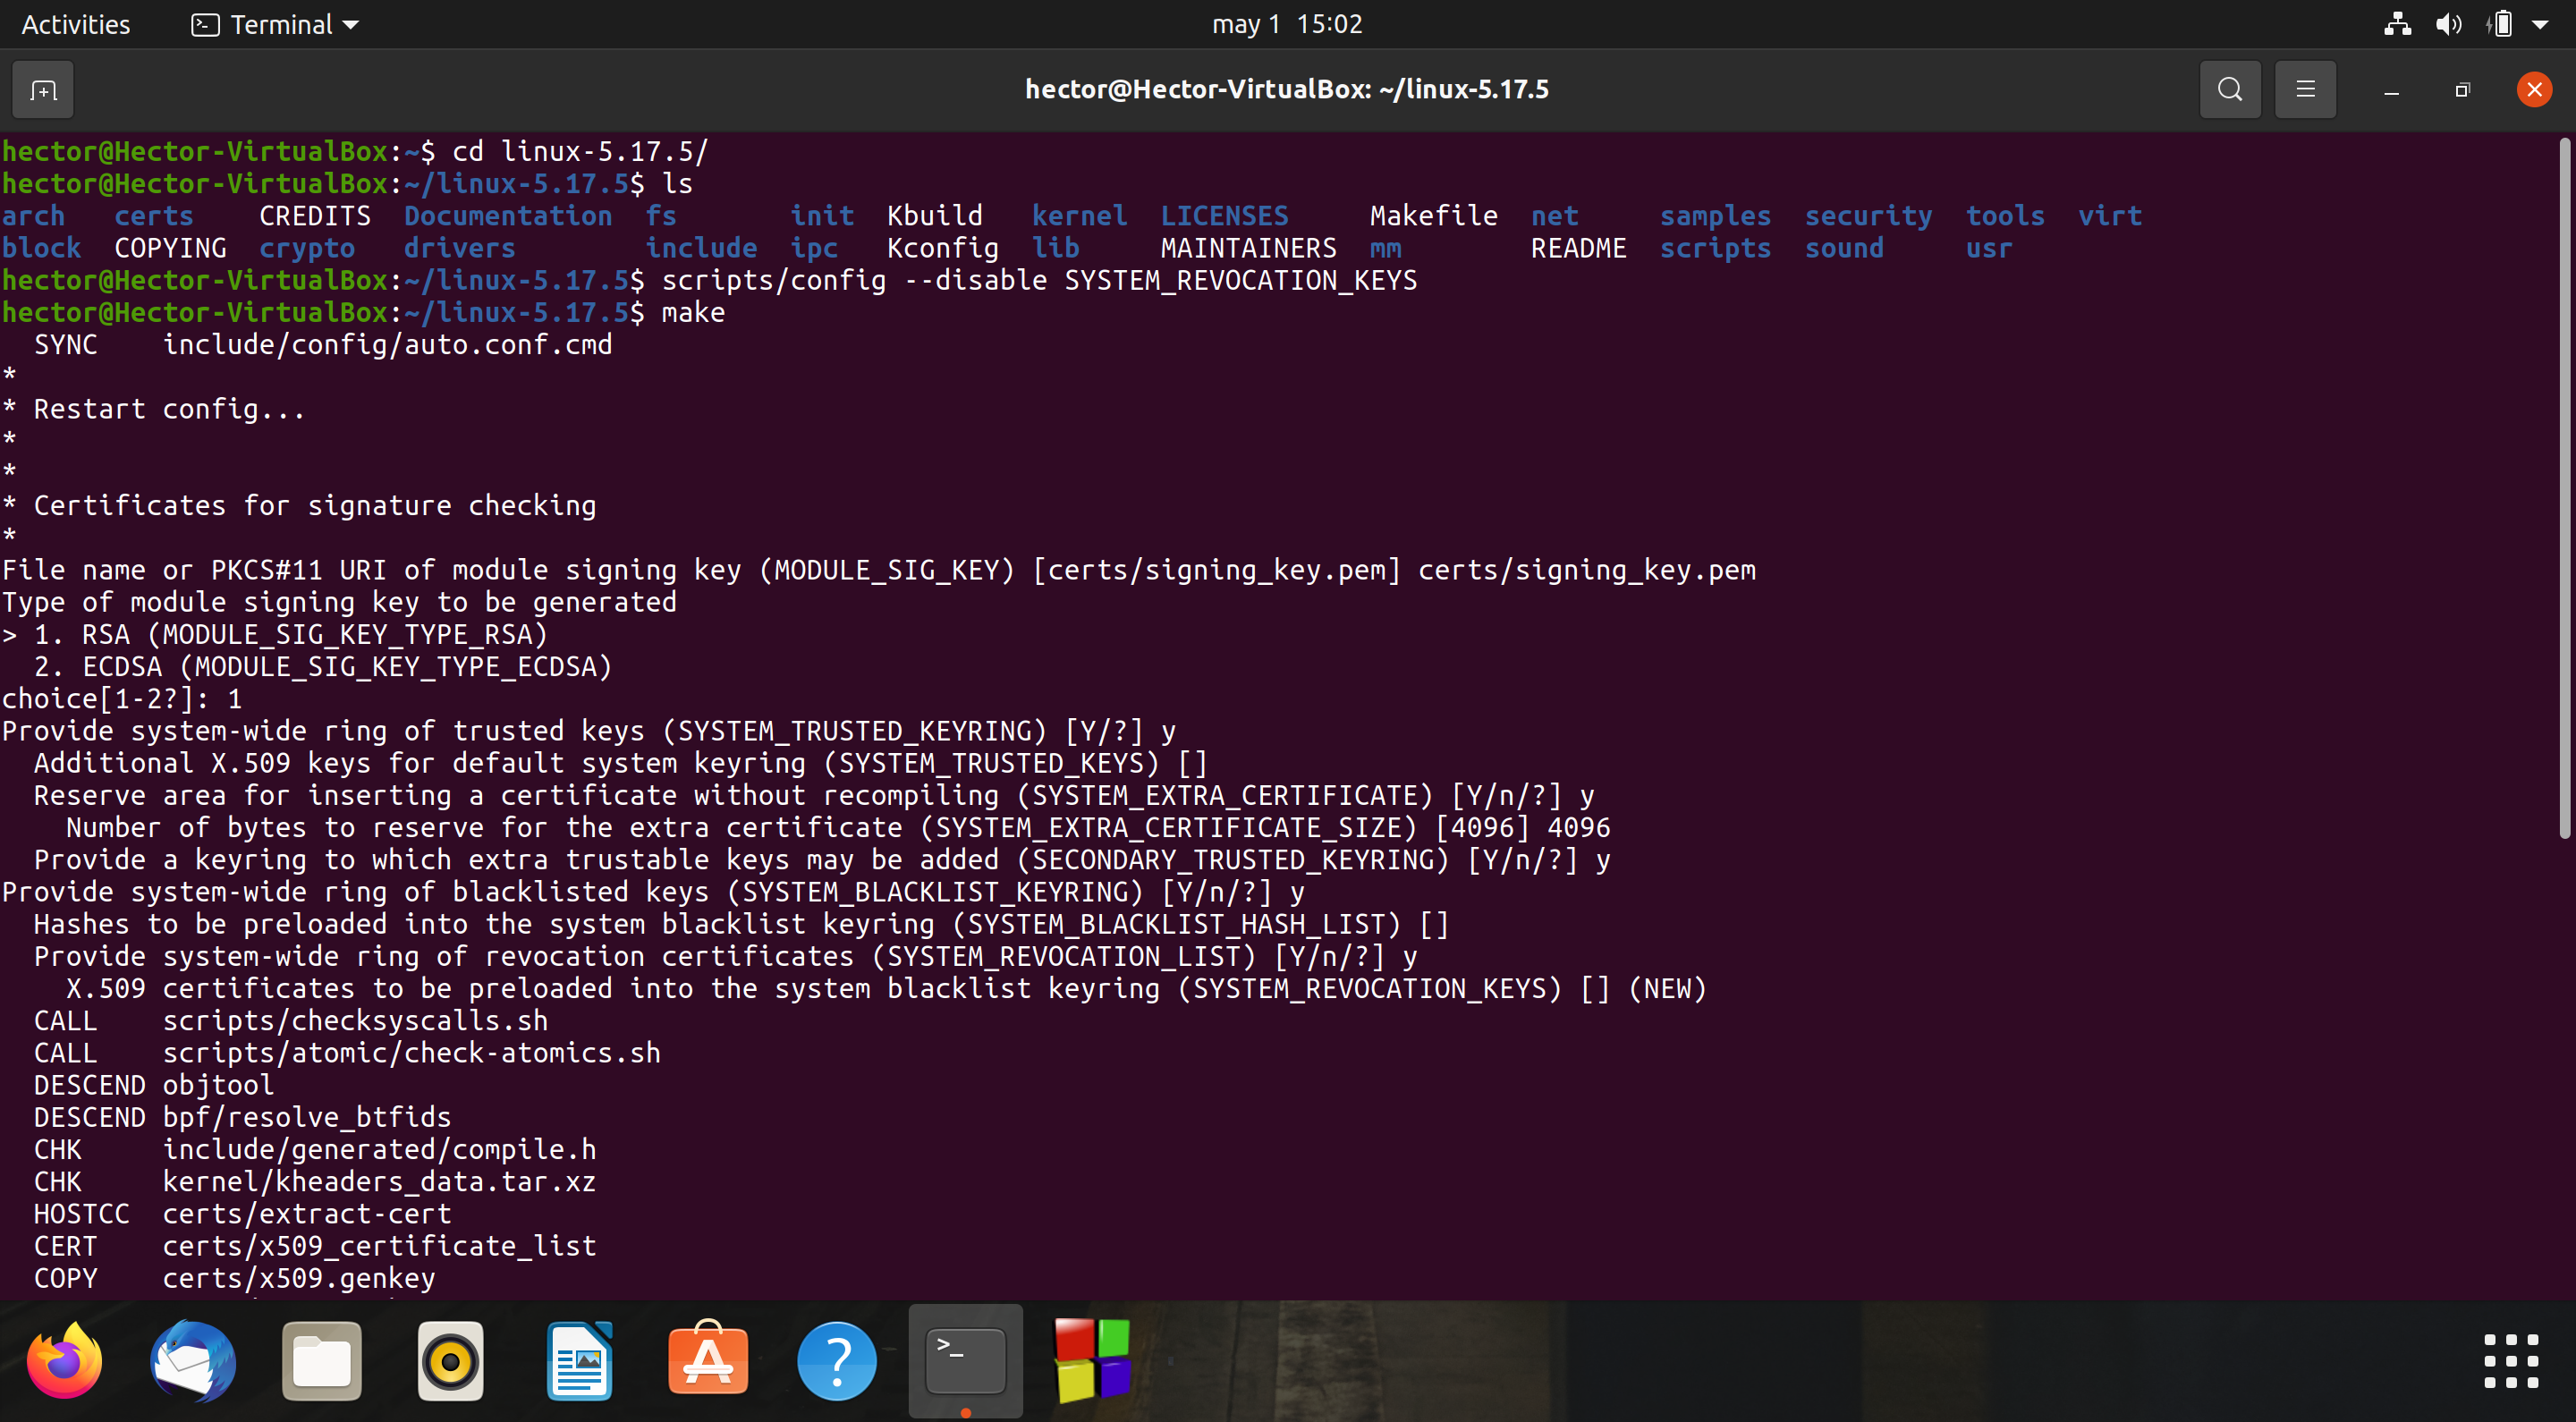 Activities Terminal may 1 15:02
hector@Hector-VirtualBox: ~/linux-5.17.5
hector@Hector-VirtualBox:~$ cd linux-5.17.5/
hector@Hector-VirtualBox:~/linux-5.17.5$ ls
arch certs CREDITS Documentation fs init Kbuild kernel LICENSES Makefile net samples security tools virt
block COPYING crypto drivers include ipc Kconfig lib MAINTAINERS mm README scripts sound usr
hector@Hector-VirtualBox:~/linux-5.17.5$ scripts/config --disable SYSTEM_REVOCATION_KEYS
hector@Hector-VirtualBox:~/linux-5.17.5$ make
SYNC include/config/auto.conf.cmd
*
* Restart config...
*
*
* Certificates for signature checking
*
File name or PKCS#11 URI of module signing key (MODULE_SIG_KEY) [certs/signing_key.pem] certs/signing_key.pem
Type of module signing key to be generated
> 1. RSA (MODULE_SIG_KEY_TYPE_RSA)
2. ECDSA (MODULE_SIG_KEY_TYPE_ECDSA)
choice[1-2?]: 1
Provide system-wide ring of trusted keys (SYSTEM_TRUSTED_KEYRING) [Y/?] y
Additional X.509 keys for default system keyring (SYSTEM_TRUSTED_KEYS) []
Reserve area for inserting a certificate without recompiling (SYSTEM_EXTRA_CERTIFICATE) [Y/n/?] y
Number of bytes to reserve for the extra certificate (SYSTEM_EXTRA_CERTIFICATE_SIZE) [4096] 4096
Provide a keyring to which extra trustable keys may be added (SECONDARY_TRUSTED_KEYRING) [Y/n/?] y
Provide system-wide ring of blacklisted keys (SYSTEM_BLACKLIST_KEYRING) [Y/n/?] y
Hashes to be preloaded into the system blacklist keyring (SYSTEM_BLACKLIST_HASH_LIST) []
Provide system-wide ring of revocation certificates (SYSTEM_REVOCATION_LIST) [Y/n/?] y
X.509 certificates to be preloaded into the system blacklist keyring (SYSTEM_REVOCATION_KEYS) [] (NEW)
CALL scripts/checksyscalls.sh
CALL scripts/atomic/check-atomics.sh
DESCEND objtool
DESCEND bpf/resolve_btfids
CHK include/generated/compile.h
CHK kernel/kheaders_data.tar.xz
HOSTCC certs/extract-cert
CERT certs/x509_certificate_list
COPY certs/x509.genkey